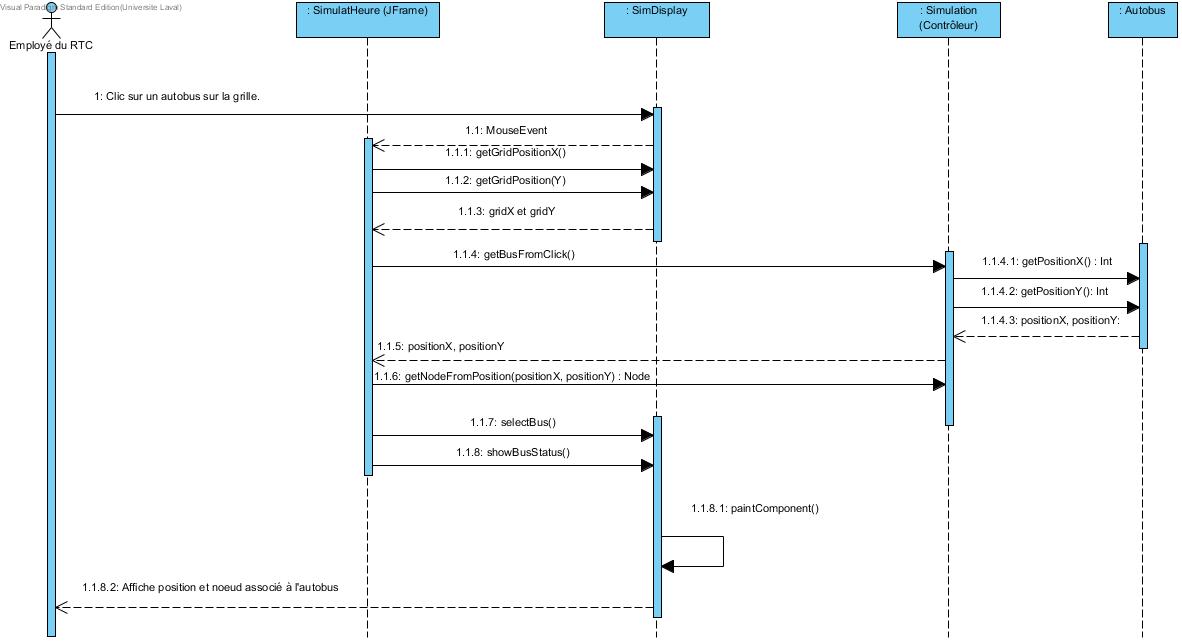 Visual Paradigm Standard Edition(Universite Laval)
: SimulatHeure (JFrame)
: SimDisplay
: Simulation
(Contrôleur)
: Autobus
Employé du RTC
1: Clic sur un autobus sur la grille.
1.1: MouseEvent
1.1.1: getGridPositionX()
1.1.2: getGridPosition(Y)
1.1.3: gridX et gridY
1.1.4: getBusFromClick()
1.1.4.1: getPositionX() : Int
1.1.4.2: getPositionY(): Int
1.1.4.3: positionX, positionY:
1.1.5: positionX, positionY
1.1.6: getNodeFromPosition(positionX, positionY) : Node
1.1.7: selectBus()
1.1.8: showBusStatus()
1.1.8.1: paintComponent()
1.1.8.2: Affiche position et noeud associé à l'autobus